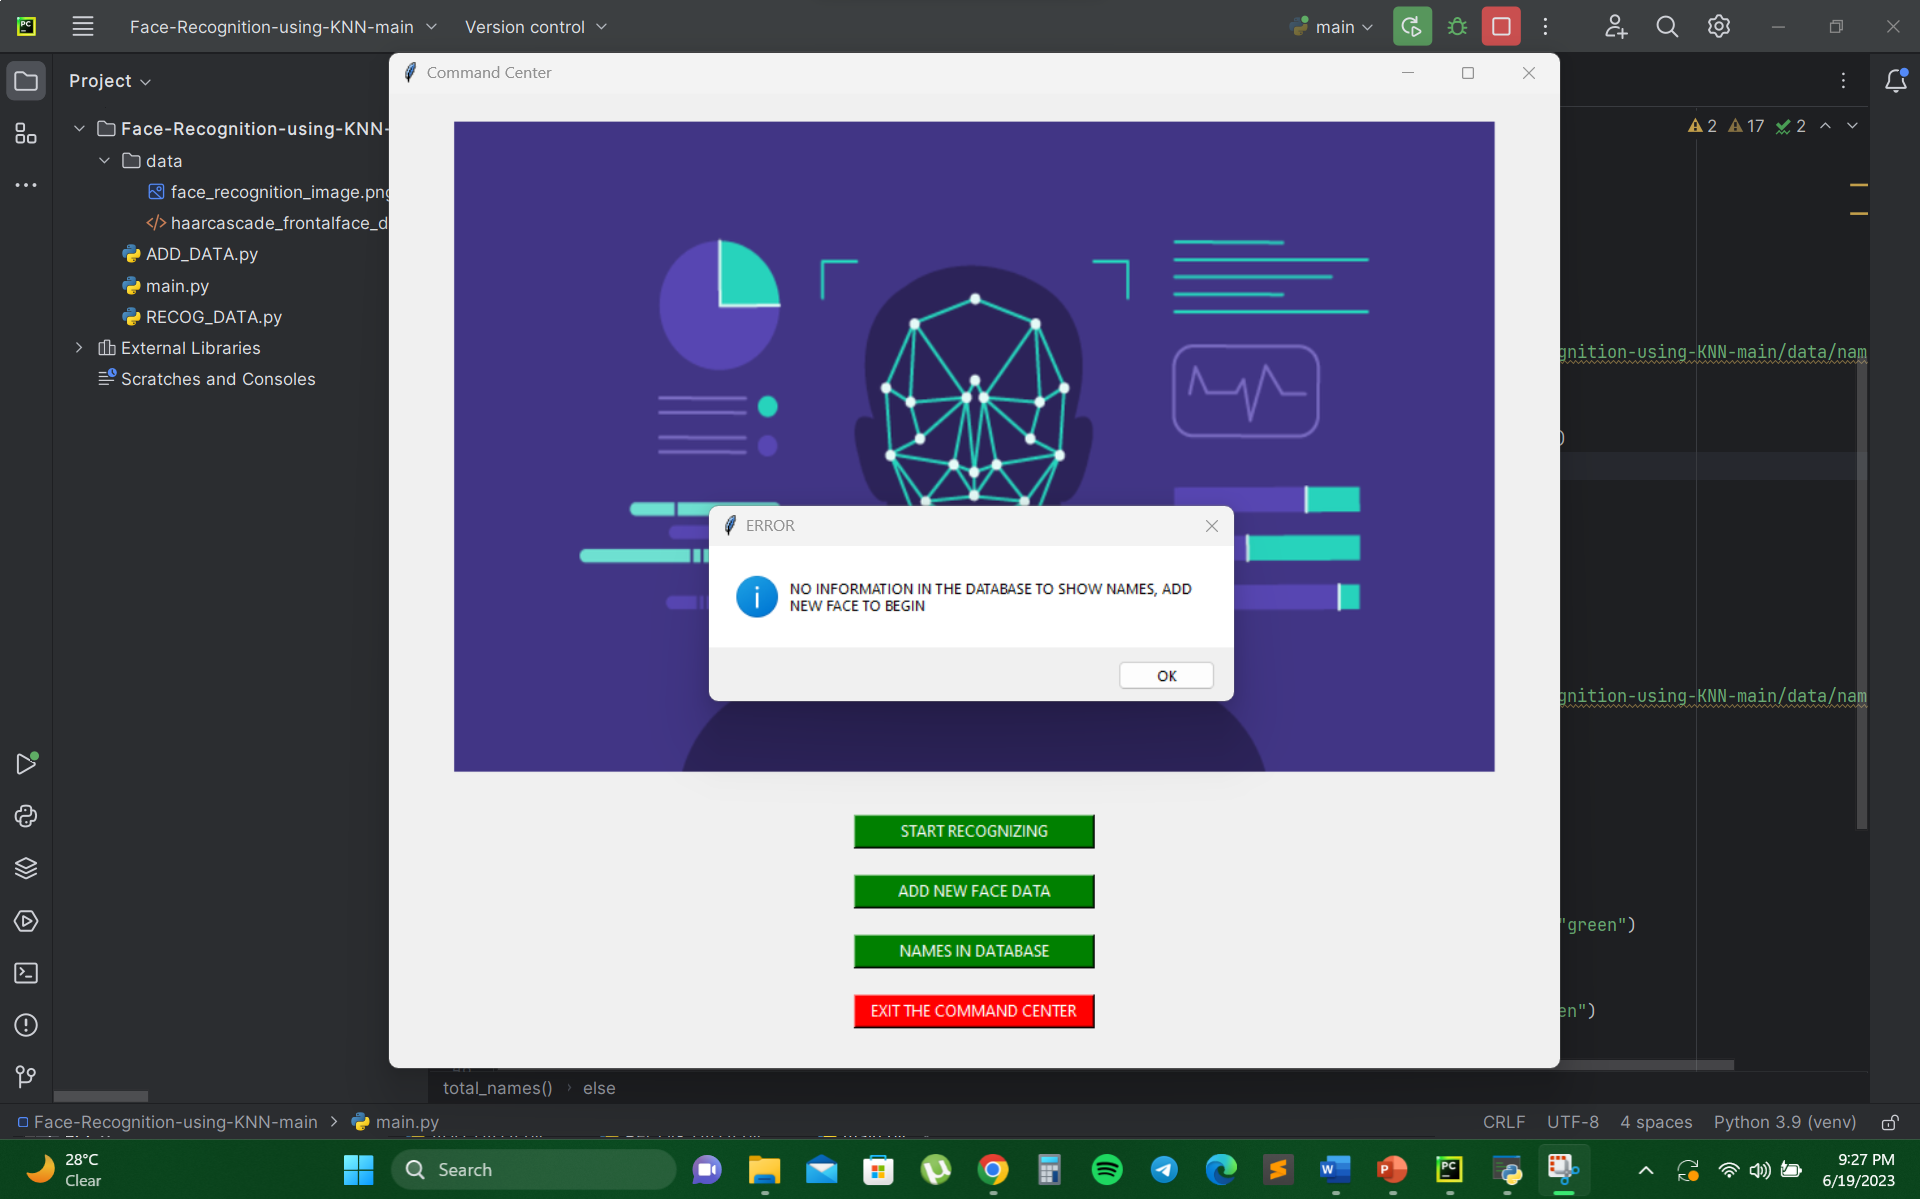 PC
Face-Recognition-using-KNN-main
Version control
main
Project
Command Center
Face-Recognition-using-KNN-
data
face_recognition_image.png
haarcascade_frontalface_d
ADD_DATA.py
main.py
RECOG_DATA.py
External Libraries
Scratches and Consoles
2 17 2
gnition-using-KNN-main/data/nam
)
ERROR
NO INFORMATION IN THE DATABASE TO SHOW NAMES, ADD
NEW FACE TO BEGIN
OK
gnition-using-KNN-main/data/nam
START RECOGNIZING
ADD NEW FACE DATA
"green")
NAMES IN DATABASE
EXIT THE COMMAND CENTER
en")
total_names() › else
Face-Recognition-using-KNN-main > main.py
CRLF UTF-8 4 spaces Python 3.9 (venv)
28°C
Clear
Search
9:27 PM
6/19/2023